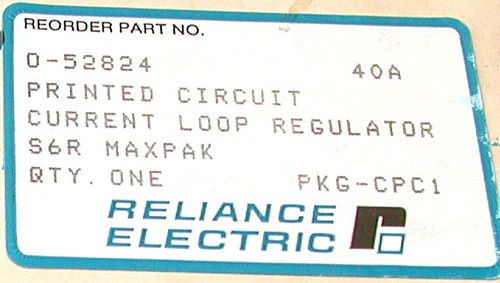 REORDER PART NO.
0-52824 40A
PRINTED CIRCUIT
CURRENT LOOP REGULATOR
S6R MAXPAK
QTY. ONE PKG-CPC1
RELIANCE
ELECTRIC